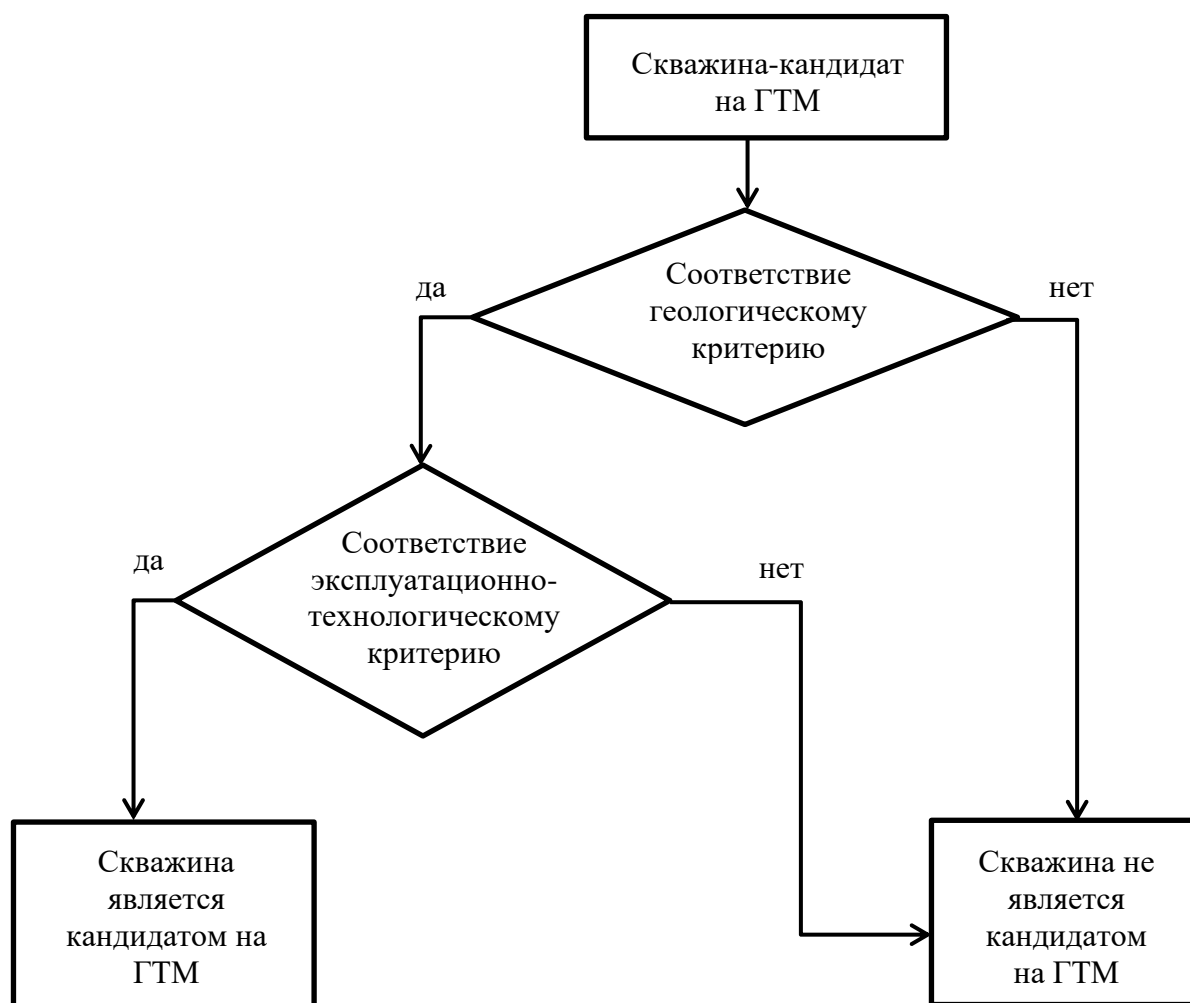 Скважина-кандидат
на ГТМ
Соответствие
геологическому
критерию
да
нет
Соответствие
эксплуатационно-
технологическому
критерию
да
нет
Скважина
является
кандидатом на
ГТМ
Скважина не
является
кандидатом
на ГТМ